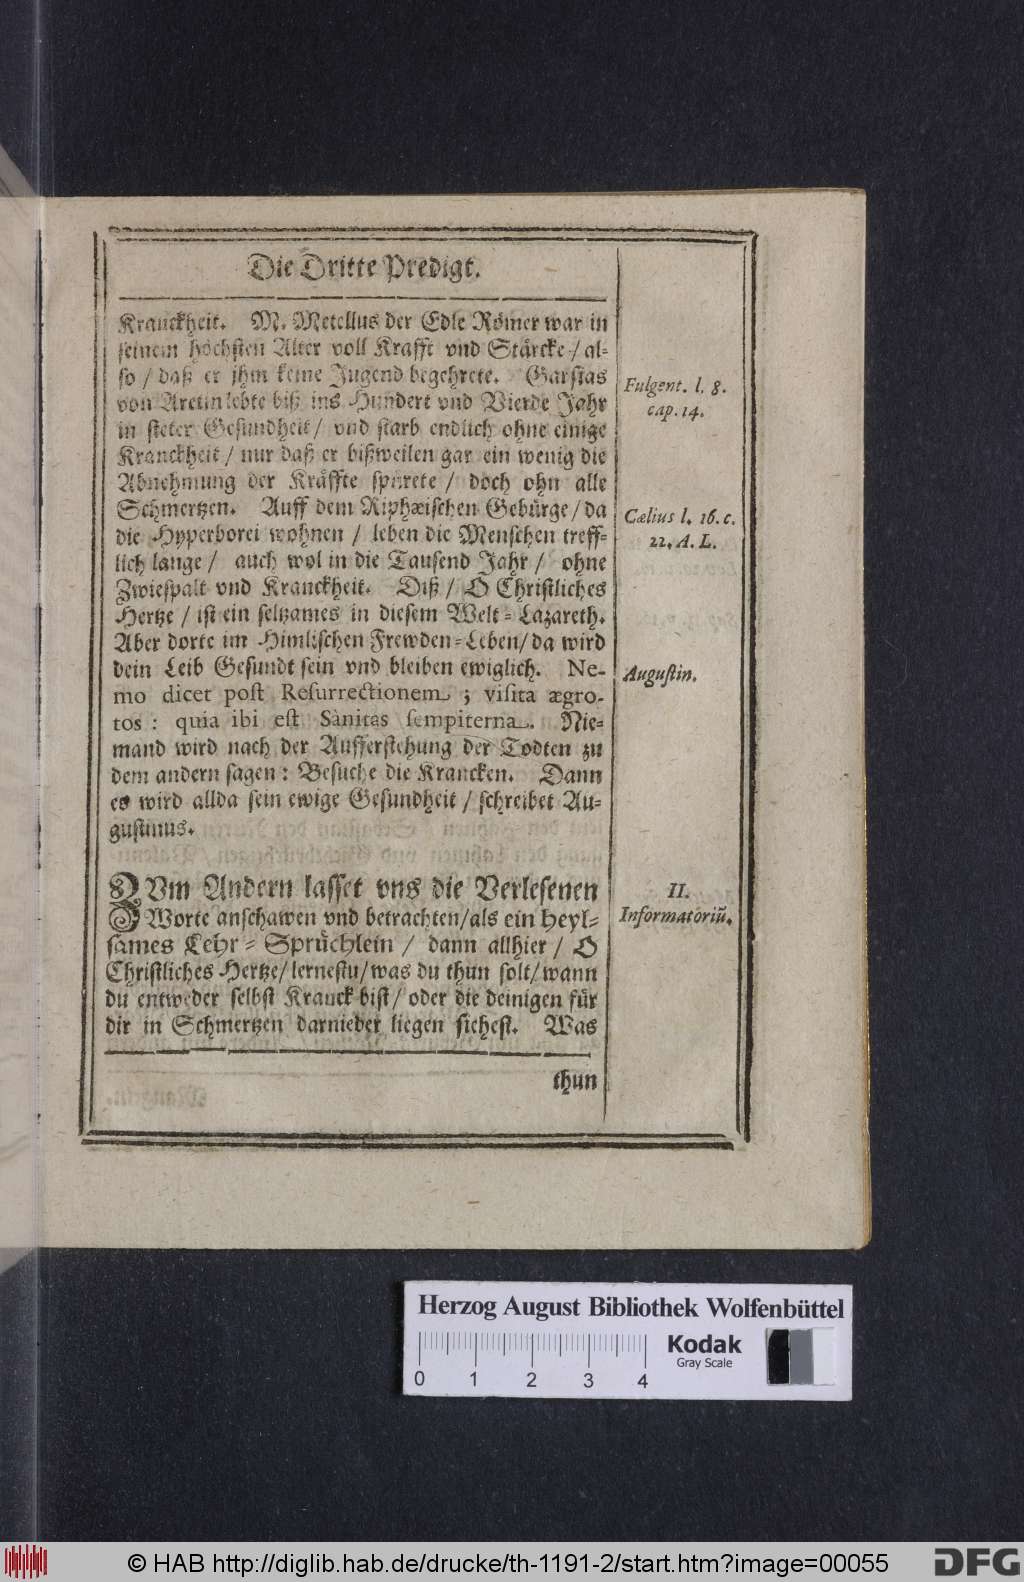 Die Dritte Predigt.
Kranckheit. M. Metellus der Edle Römer war in
seinem höchsten Alter voll Krafft vnd Stärcke / al-
so / daß er jhm keine Jugend begehrete. Garsias
von Aretin lebte biß ins Hundert vnd Vierde Jahr
in steter Gesundheit / vnd starb endlich ohne einige
Kranckheit / nur daß er bißweilen gar ein wenig die
Abnehmung der Kräffte spürete / doch ohn alle
Schmertzen. Auff dem Riphæischen Gebürge / da
die Hyperborei wohnen / leben die Menschen treff-
lich lange / auch wol in die Tausend Jahr / ohne
Zwiespalt vnd Kranckheit. Diß / O Christliches
Hertze / ist ein seltzames in diesem Welt-Lazareth.
Aber dorte im Himlischen Frewden-Leben / da wird
dein Leib Gesundt sein vnd bleiben ewiglich. Ne-
mo dicet post Resurrectionem ; visita ægro-
tos : quia ibi est Sanitas sempiterna. Nie-
mand wird nach der Aufferstehung der Todten zu
dem andern sagen : Besuche die Krancken. Dann
es wird allda sein ewige Gesundheit / schreibet Au-
gustinus.
ZVm Andern lasset vns die Verlesenen
Worte anschawen vnd betrachten / als ein heyl-
sames Lehr-Sprüchlein / dann allhier / O
Christliches Hertze / lernestu / was du thun solt / wann
du entweder selbst Kranck bist / oder die deinigen für
dir in Schmertzen darnieder liegen siehest. Was
thun
Fulgent. l. 8.
cap. 14.
Cælius l. 16. c.
22. A. L.
Augustin.
II.
Informatoriũ.
Herzog August Bibliothek Wolfenbüttel
Kodak
Gray Scale
0 1 2 3 4
© HAB http://diglib.hab.de/drucke/th-1191-2/start.htm?image=00055
DFG